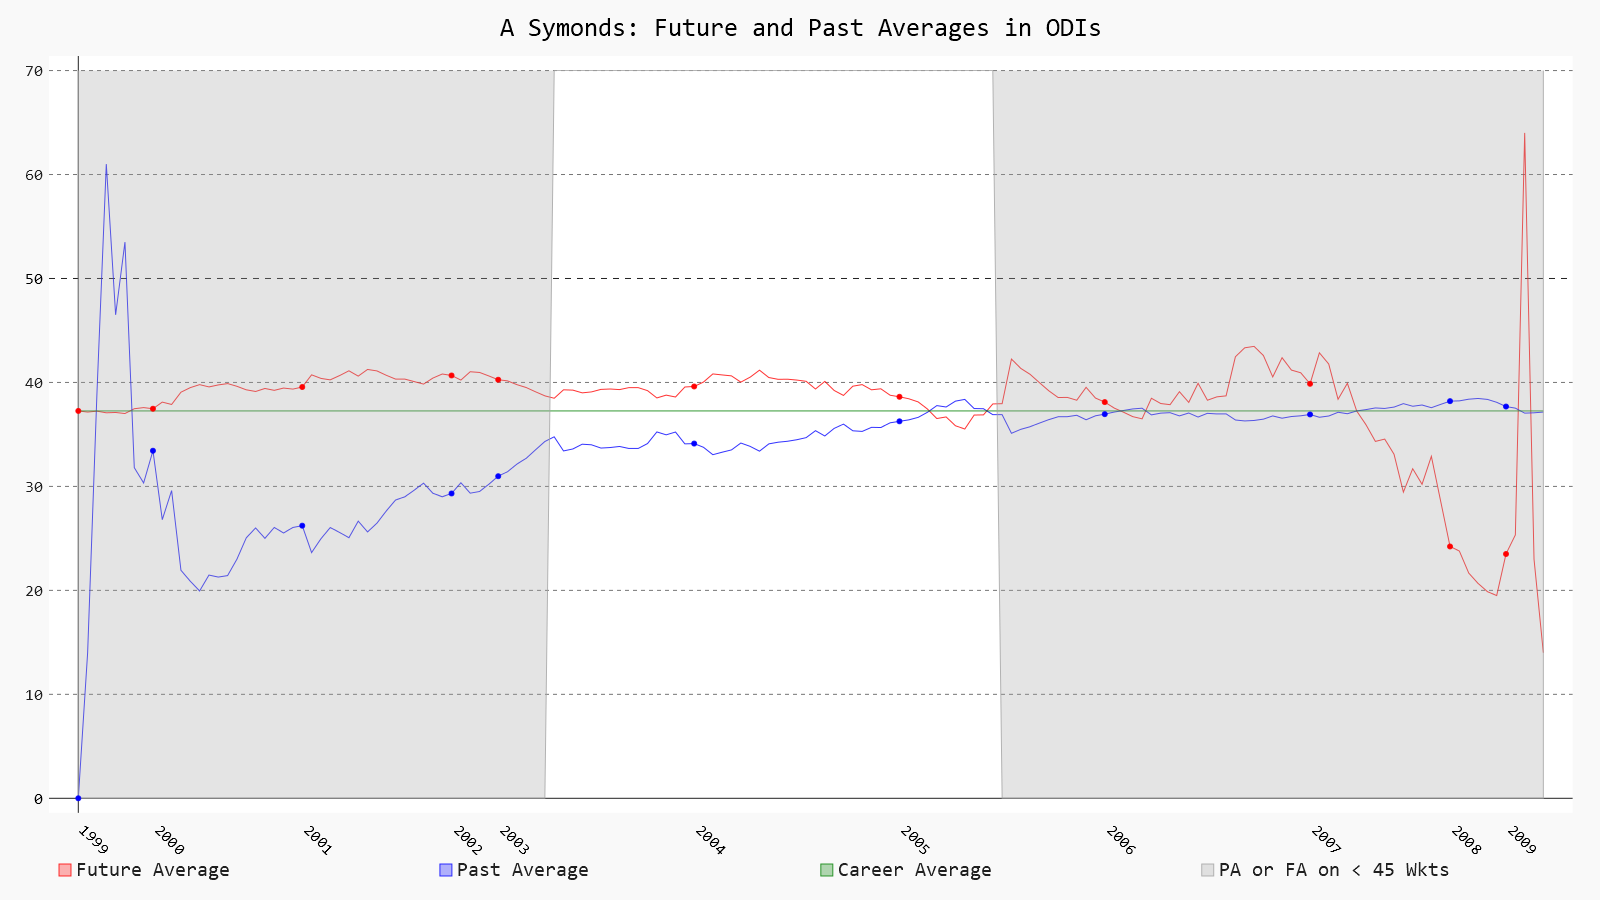 A Symonds: Future and Past Averages in ODIs
70
60
50
40
30
20
10
0
1999 2000 2001 2002 2003 2004 2005 2006 2007 2008 2009
Future Average Past Average Career Average PA or FA on < 45 Wkts